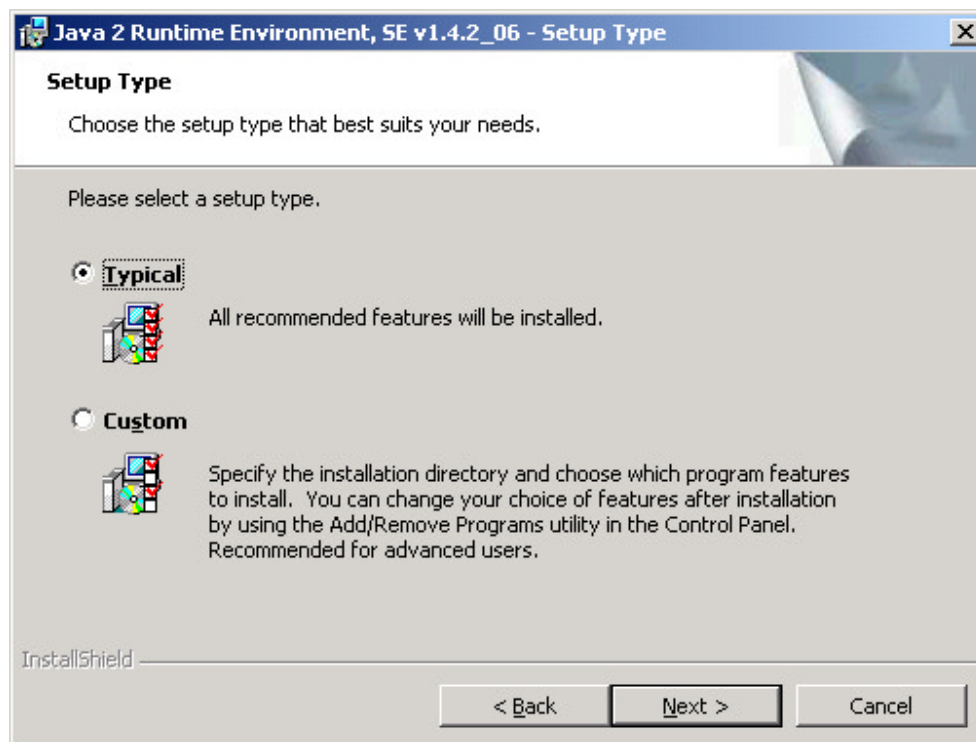 Java 2 Runtime Environment, SE v1.4.2_06 - Setup Type
Setup Type
Choose the setup type that best suits your needs.
Please select a setup type.
Typical
All recommended features will be installed.
Custom
Specify the installation directory and choose which program features
to install.  You can change your choice of features after installation
by using the Add/Remove Programs utility in the Control Panel.
Recommended for advanced users.
InstallShield
< Back
Next >
Cancel